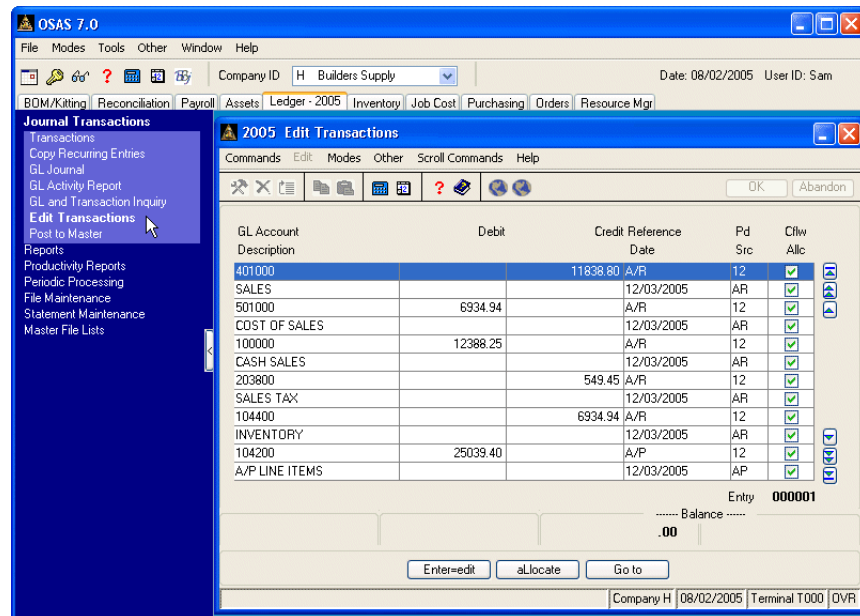 OSAS 7.0
File Modes Tools Other Window Help
Company ID H Builders Supply Date: 08/02/2005 User ID: Sam
BOM/Kitting Reconciliation Payroll Assets Ledger - 2005 Inventory Job Cost Purchasing Orders Resource Mgr
Journal Transactions
Transactions
Copy Recurring Entries
GL Journal
GL Activity Report
GL and Transaction Inquiry
Edit Transactions
Post to Master
Reports
Productivity Reports
Periodic Processing
File Maintenance
Statement Maintenance
Master File Lists
2005 Edit Transactions
Commands Edit Modes Other Scroll Commands Help
OK Abandon
GL Account Debit Credit Reference Pd Cflw
Description Date Src Allc
401000 11838.80 A/R 12
SALES 12/03/2005 AR
501000 6934.94 A/R 12
COST OF SALES 12/03/2005 AR
100000 12388.25 A/R 12
CASH SALES 12/03/2005 AR
203800 549.45 A/R 12
SALES TAX 12/03/2005 AR
104400 6934.94 A/R 12
INVENTORY 12/03/2005 AR
104200 25039.40 A/P 12
A/P LINE ITEMS 12/03/2005 AP
Entry 000001
------- Balance ------
.00
Enter=edit aLlocate Go to
Company H 08/02/2005 Terminal T000 OVR